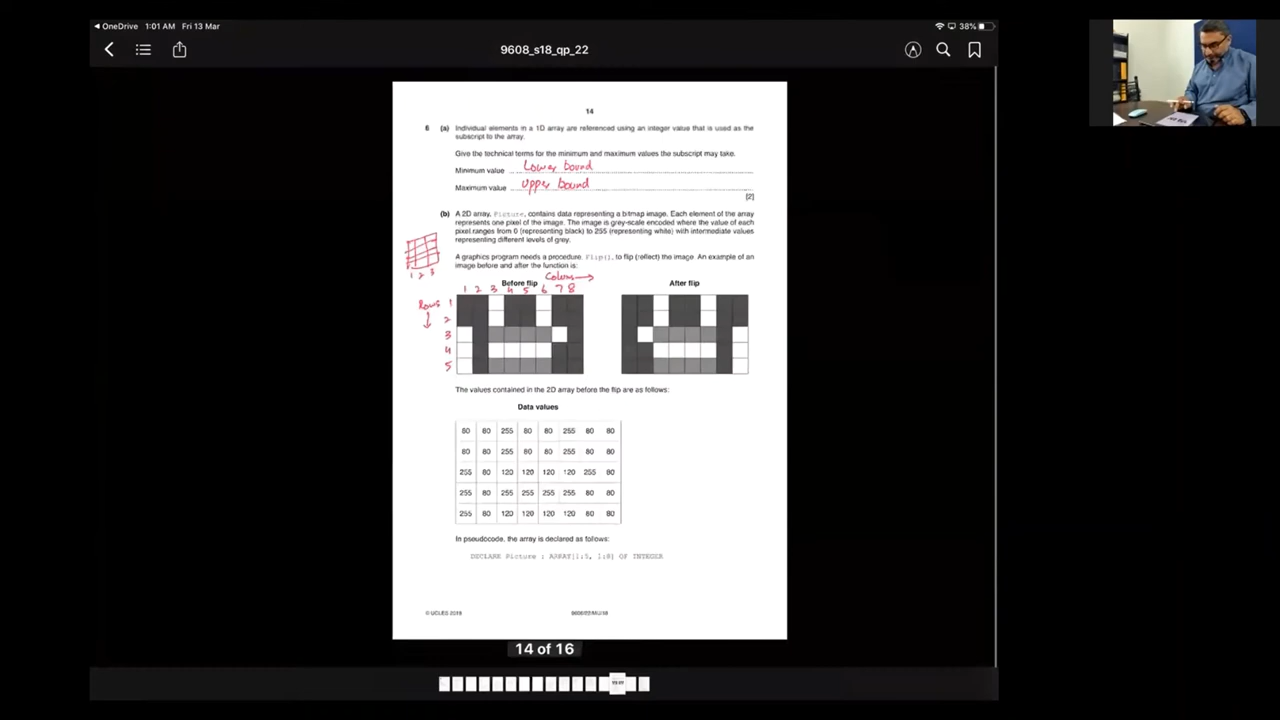 OneDrive 1:01 AM Fri 13 Mar
38%
9608_s18_qp_22
14
6 (a) Individual elements in a 1D array are referenced using an integer value that is used as the
subscript to the array.
Give the technical terms for the minimum and maximum values the subscript may take.
Minimum value Lower bound
Maximum value Upper bound
[2]
(b) A 2D array, Picture, contains data representing a bitmap image. Each element of the array
represents one pixel of the image. The image is grey-scale encoded where the value of each
pixel ranges from 0 (representing black) to 255 (representing white) with intermediate values
representing different levels of grey.
A graphics program needs a procedure, Flip(), to flip (reflect) the image. An example of an
image before and after the function is:
1 2 3
Before flip
After flip
1 2 3 4 5 6 7 8
Rows 1
2
3
4
5
The values contained in the 2D array before the flip are as follows:
Data values
80 80 255 80 80 255 80 80
80 80 255 80 80 255 80 80
255 80 120 120 120 120 255 80
255 80 255 255 255 255 80 80
255 80 120 120 120 120 80 80
In pseudocode, the array is declared as follows:
DECLARE Picture : ARRAY[1:5, 1:8] OF INTEGER
© UCLES 2018
9608/22/M/J/18
14 of 16